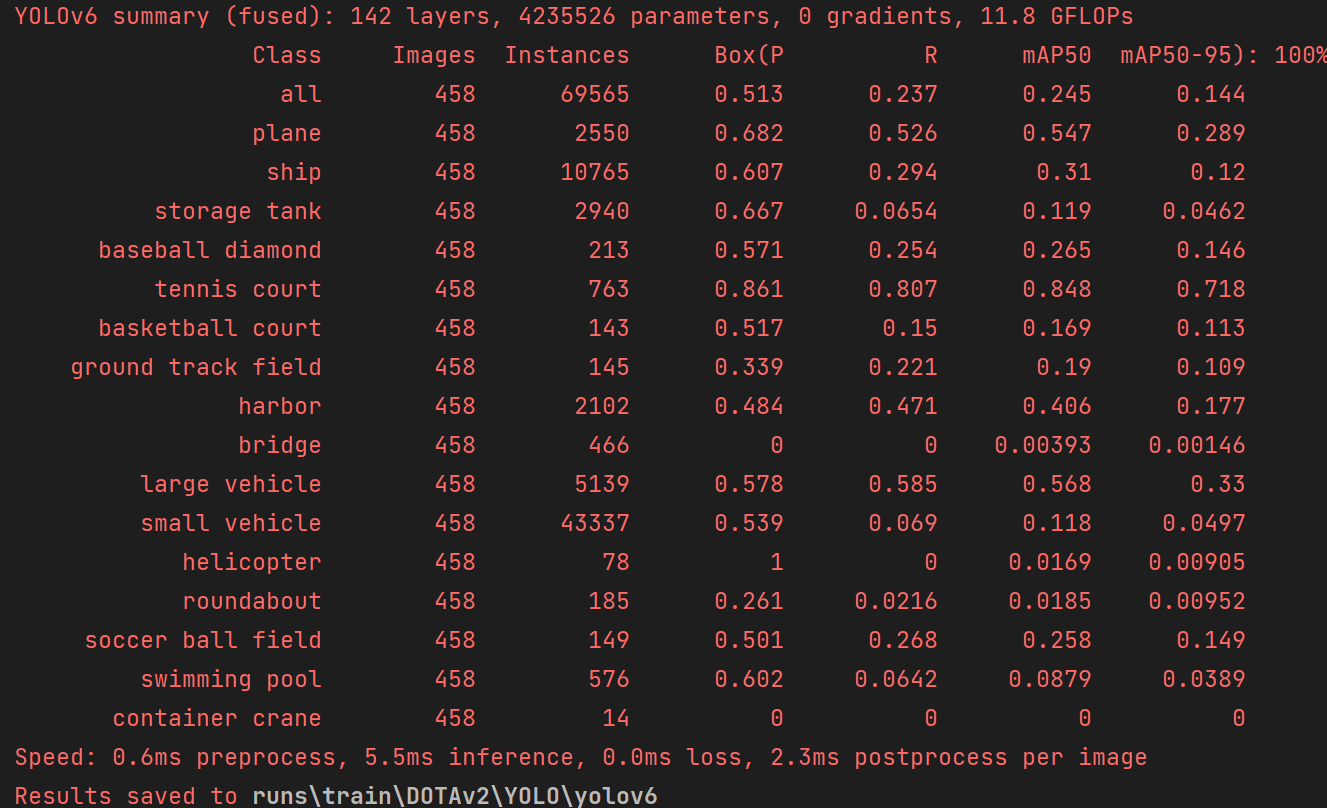 YOLOv6 summary (fused): 142 layers, 4235526 parameters, 0 gradients, 11.8 GFLOPs
Class Images Instances Box(P R mAP50 mAP50-95): 100%
all 458 69565 0.513 0.237 0.245 0.144
plane 458 2550 0.682 0.526 0.547 0.289
ship 458 10765 0.607 0.294 0.31 0.12
storage tank 458 2940 0.667 0.0654 0.119 0.0462
baseball diamond 458 213 0.571 0.254 0.265 0.146
tennis court 458 763 0.861 0.807 0.848 0.718
basketball court 458 143 0.517 0.15 0.169 0.113
ground track field 458 145 0.339 0.221 0.19 0.109
harbor 458 2102 0.484 0.471 0.406 0.177
bridge 458 466 0 0 0.00393 0.00146
large vehicle 458 5139 0.578 0.585 0.568 0.33
small vehicle 458 43337 0.539 0.069 0.118 0.0497
helicopter 458 78 1 0 0.0169 0.00905
roundabout 458 185 0.261 0.0216 0.0185 0.00952
soccer ball field 458 149 0.501 0.268 0.258 0.149
swimming pool 458 576 0.602 0.0642 0.0879 0.0389
container crane 458 14 0 0 0 0
Speed: 0.6ms preprocess, 5.5ms inference, 0.0ms loss, 2.3ms postprocess per image
Results saved to runs\train\DOTAv2\YOLO\yolov6